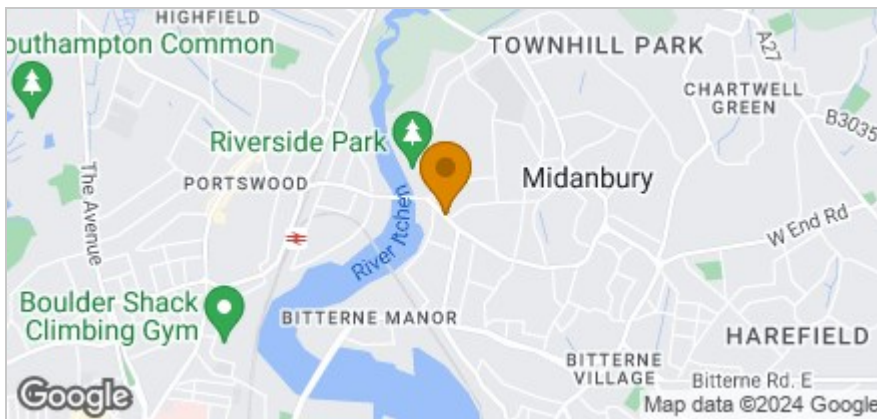 HIGHFIELD
outhampton Common
TOWNHILL PARK
A27
CHARTWELL
GREEN
B3035
Riverside Park
PORTSWOOD
Midanbury
The Avenue
River Itchen
W End Rd
Boulder Shack
Climbing Gym
BITTERNE MANOR
HAREFIELD
BITTERNE
VILLAGE
Bitterne Rd. E
Google
Map data ©2024 Google